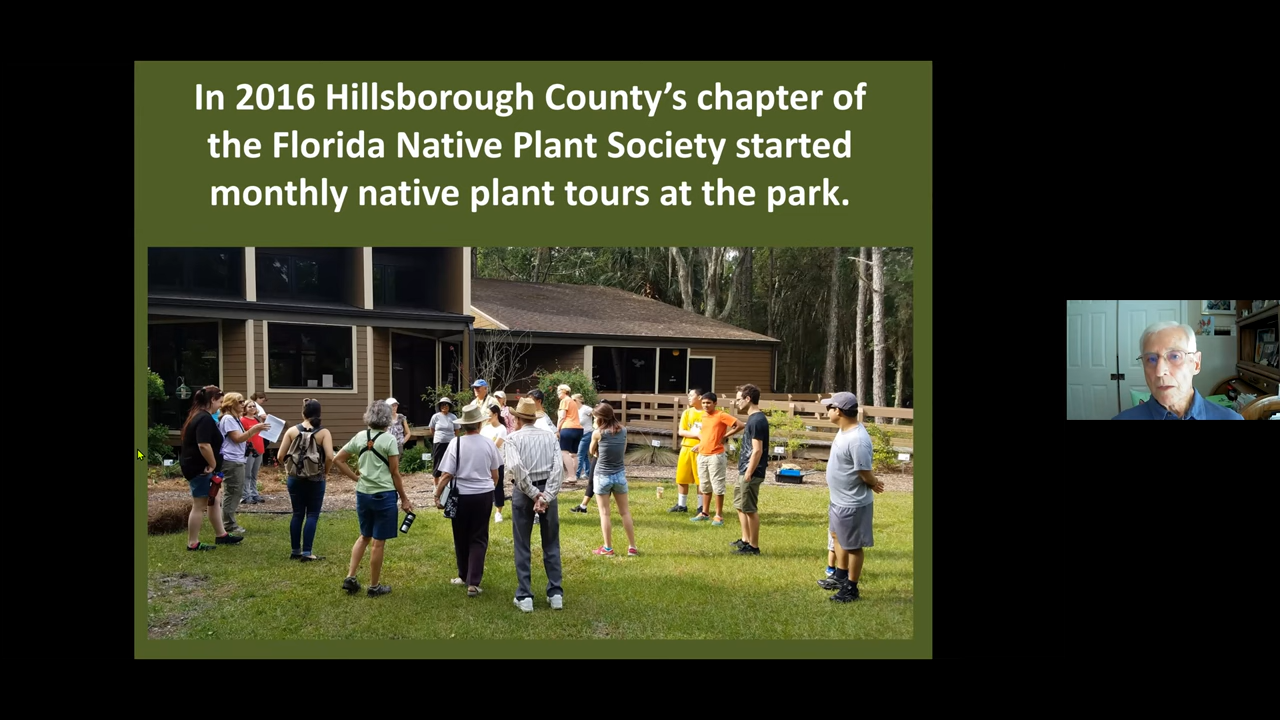 In 2016 Hillsborough County’s chapter of
the Florida Native Plant Society started
monthly native plant tours at the park.